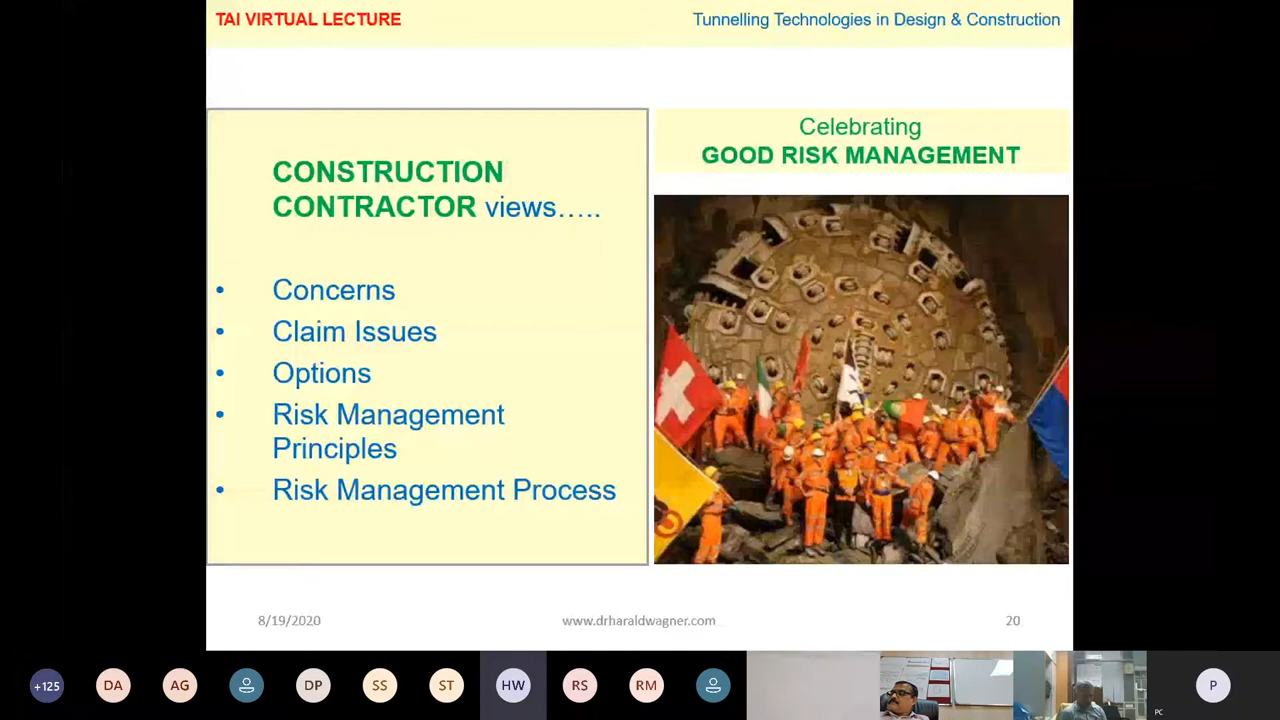 TAI VIRTUAL LECTURE
Tunnelling Technologies in Design & Construction
CONSTRUCTION
CONTRACTOR views…..
• Concerns
• Claim Issues
• Options
• Risk Management
Principles
• Risk Management Process
Celebrating
GOOD RISK MANAGEMENT
8/19/2020
www.drharaldwagner.com
20
+125
DA
AG
DP
SS
ST
HW
RS
RM
P
PC